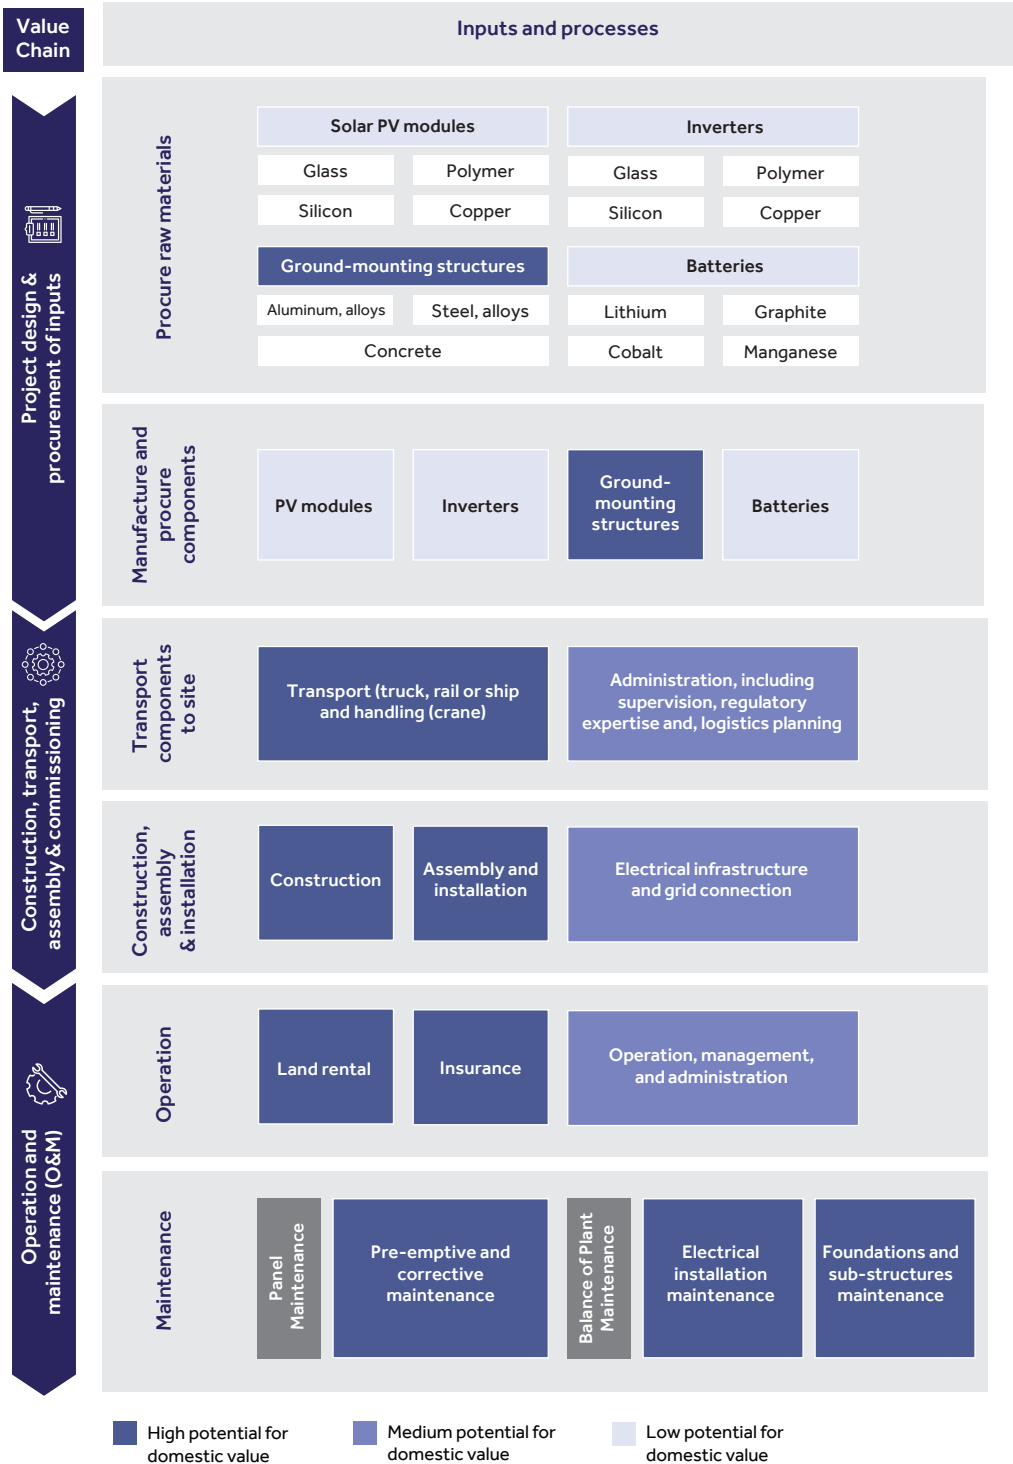 Value
Chain
Inputs and processes
Project design &
procurement of inputs
Procure raw materials
Solar PV modules
Glass
Polymer
Silicon
Copper
Inverters
Glass
Polymer
Silicon
Copper
Ground-mounting structures
Aluminum, alloys
Steel, alloys
Concrete
Batteries
Lithium
Graphite
Cobalt
Manganese
Manufacture and
procure
components
PV modules
Inverters
Ground-
mounting
structures
Batteries
Construction, transport,
assembly & commissioning
Transport
components
to site
Transport (truck, rail or ship
and handling (crane)
Administration, including
supervision, regulatory
expertise and, logistics planning
Construction,
assembly
& installation
Construction
Assembly and
installation
Electrical infrastructure
and grid connection
Operation and
maintenance (O&M)
Operation
Land rental
Insurance
Operation, management,
and administration
Maintenance
Panel
Maintenance
Pre-emptive and
corrective
maintenance
Balance of Plant
Maintenance
Electrical
installation
maintenance
Foundations and
sub-structures
maintenance
High potential for
domestic value
Medium potential for
domestic value
Low potential for
domestic value